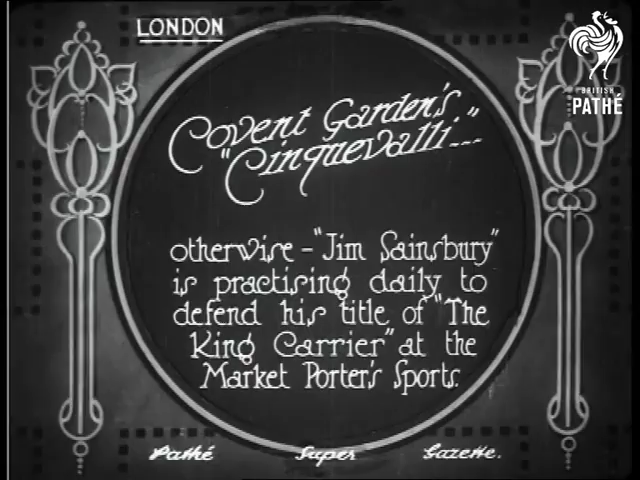 LONDON
BRITISH
PATHÉ
Covent Garden's
"Cinquevalli..."
otherwise - "Jim Sainsbury"
is practising daily to
defend his title of "The
King Carrier" at the
Market Porter's Sports.
Pathé Super Gazette.